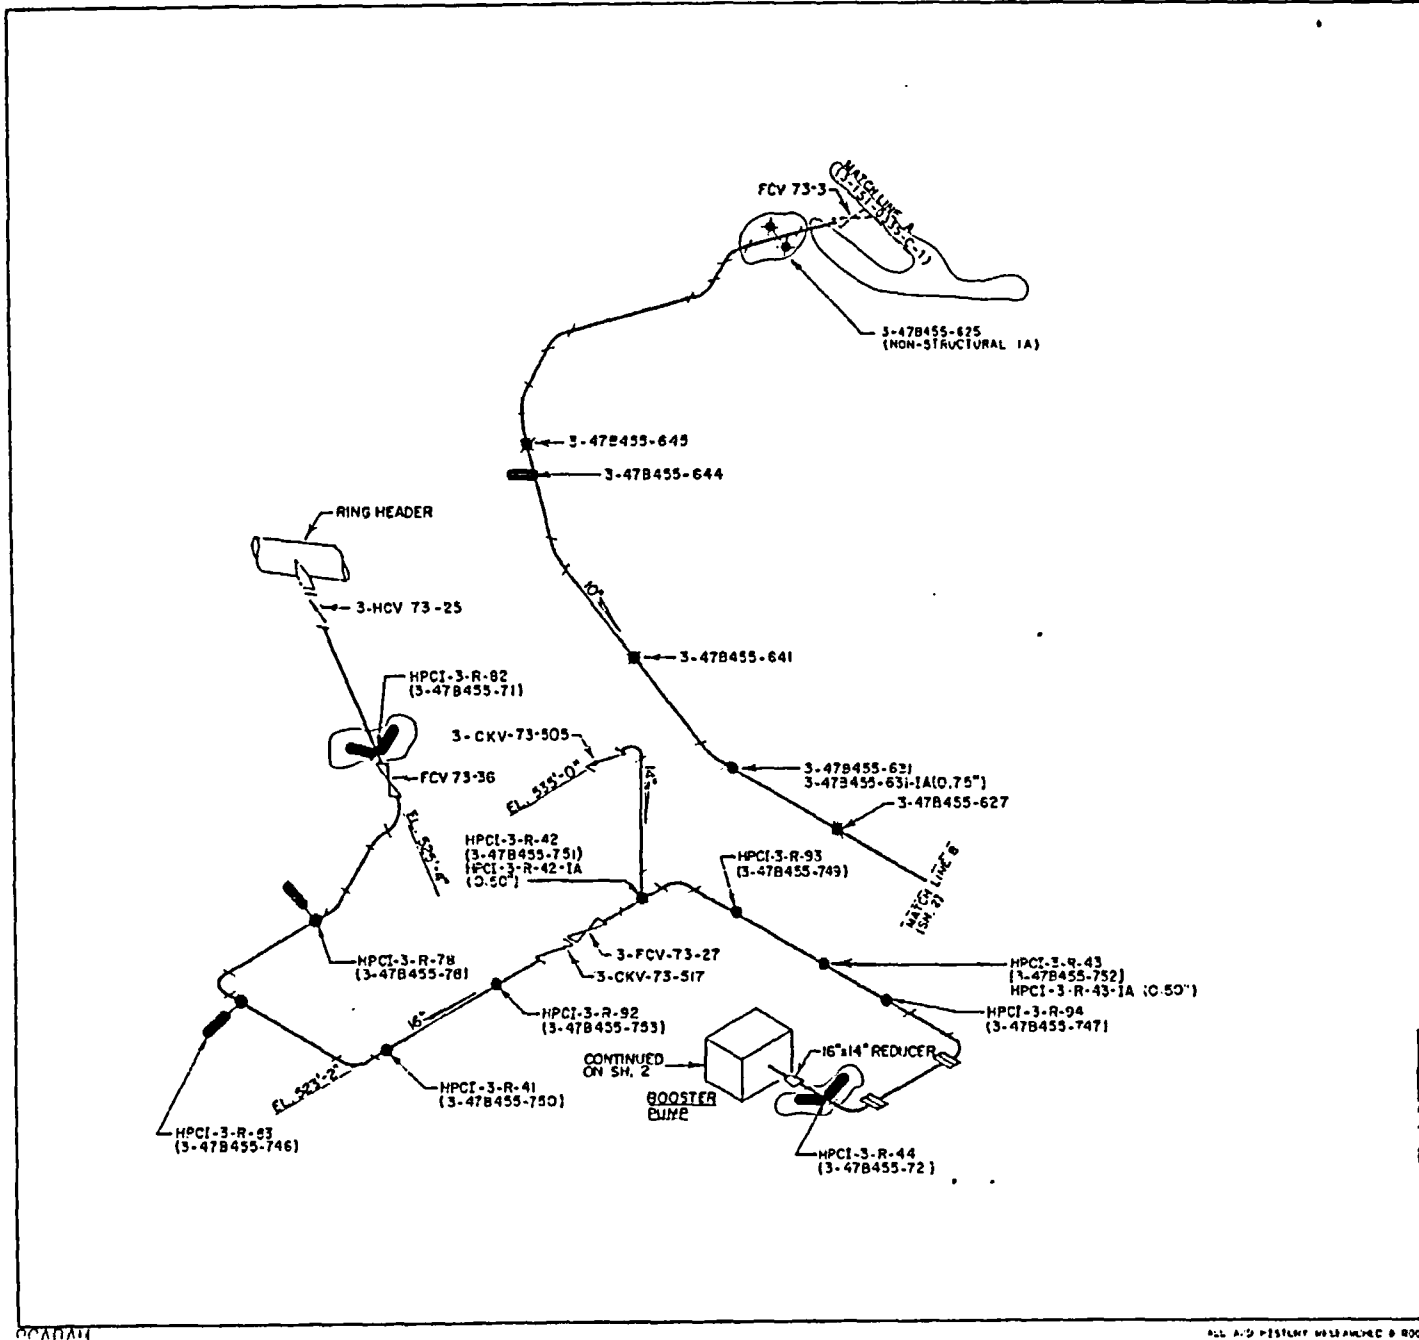 MATCH LINE A
FCV 73-3
3-47B455-625
(NON-STRUCTURAL IA)
3-47B455-645
3-47B455-644
RING HEADER
3-HCV 73-25
10"
3-47B455-641
HPCI-3-R-82
(3-47B455-71)
3-CKV-73-505
FCV 73-36
EL. 535'-0"
14"
3-47B455-631
3-47B455-631-IA(0.75")
3-47B455-627
EL. 525'-4"
HPCI-3-R-42
(3-47B455-751)
HPCI-3-R-42-IA
(0.50")
HPCI-3-R-93
(3-47B455-749)
MATCH LINE B
(SH. 2)
3-FCV-73-27
3-CKV-73-517
HPCI-3-R-78
(3-47B455-78)
HPCI-3-R-43
(3-47B455-752)
HPCI-3-R-43-IA (0.50")
HPCI-3-R-94
(3-47B455-747)
16"
HPCI-3-R-92
(3-47B455-753)
16"x14" REDUCER
CONTINUED
ON SH. 2
BOOSTER
PUMP
EL. 523'-2"
HPCI-3-R-41
(3-47B455-750)
HPCI-3-R-83
(3-47B455-746)
HPCI-3-R-44
(3-47B455-72)